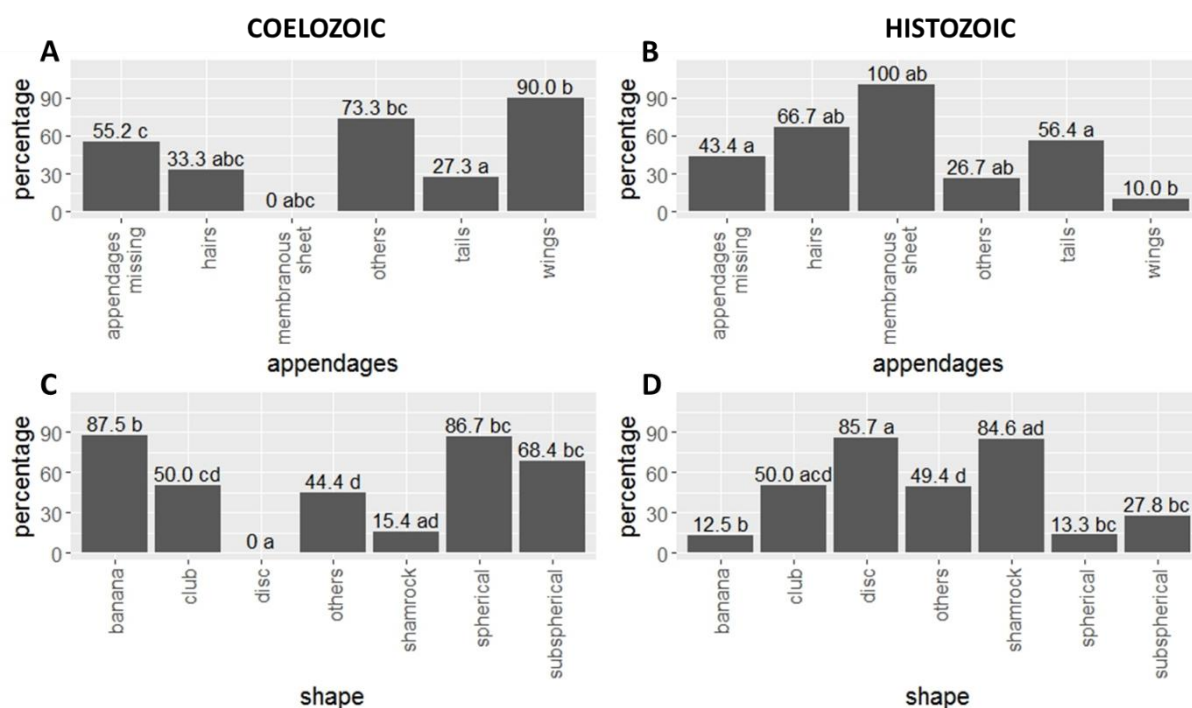 COELOZOIC
HISTOZOIC
A
percentage
90
60
30
0
55.2 c
33.3 abc
0 abc
73.3 bc
27.3 a
90.0 b
appendages
missing
hairs
membranous
sheet
others
tails
wings
appendages
B
percentage
90
60
30
0
43.4 a
66.7 ab
100 ab
26.7 ab
56.4 a
10.0 b
appendages
missing
hairs
membranous
sheet
others
tails
wings
appendages
C
percentage
90
60
30
0
87.5 b
50.0 cd
0 a
44.4 d
15.4 ad
86.7 bc
68.4 bc
banana
club
disc
others
shamrock
spherical
subspherical
shape
D
percentage
90
60
30
0
12.5 b
50.0 acd
85.7 a
49.4 d
84.6 ad
13.3 bc
27.8 bc
banana
club
disc
others
shamrock
spherical
subspherical
shape